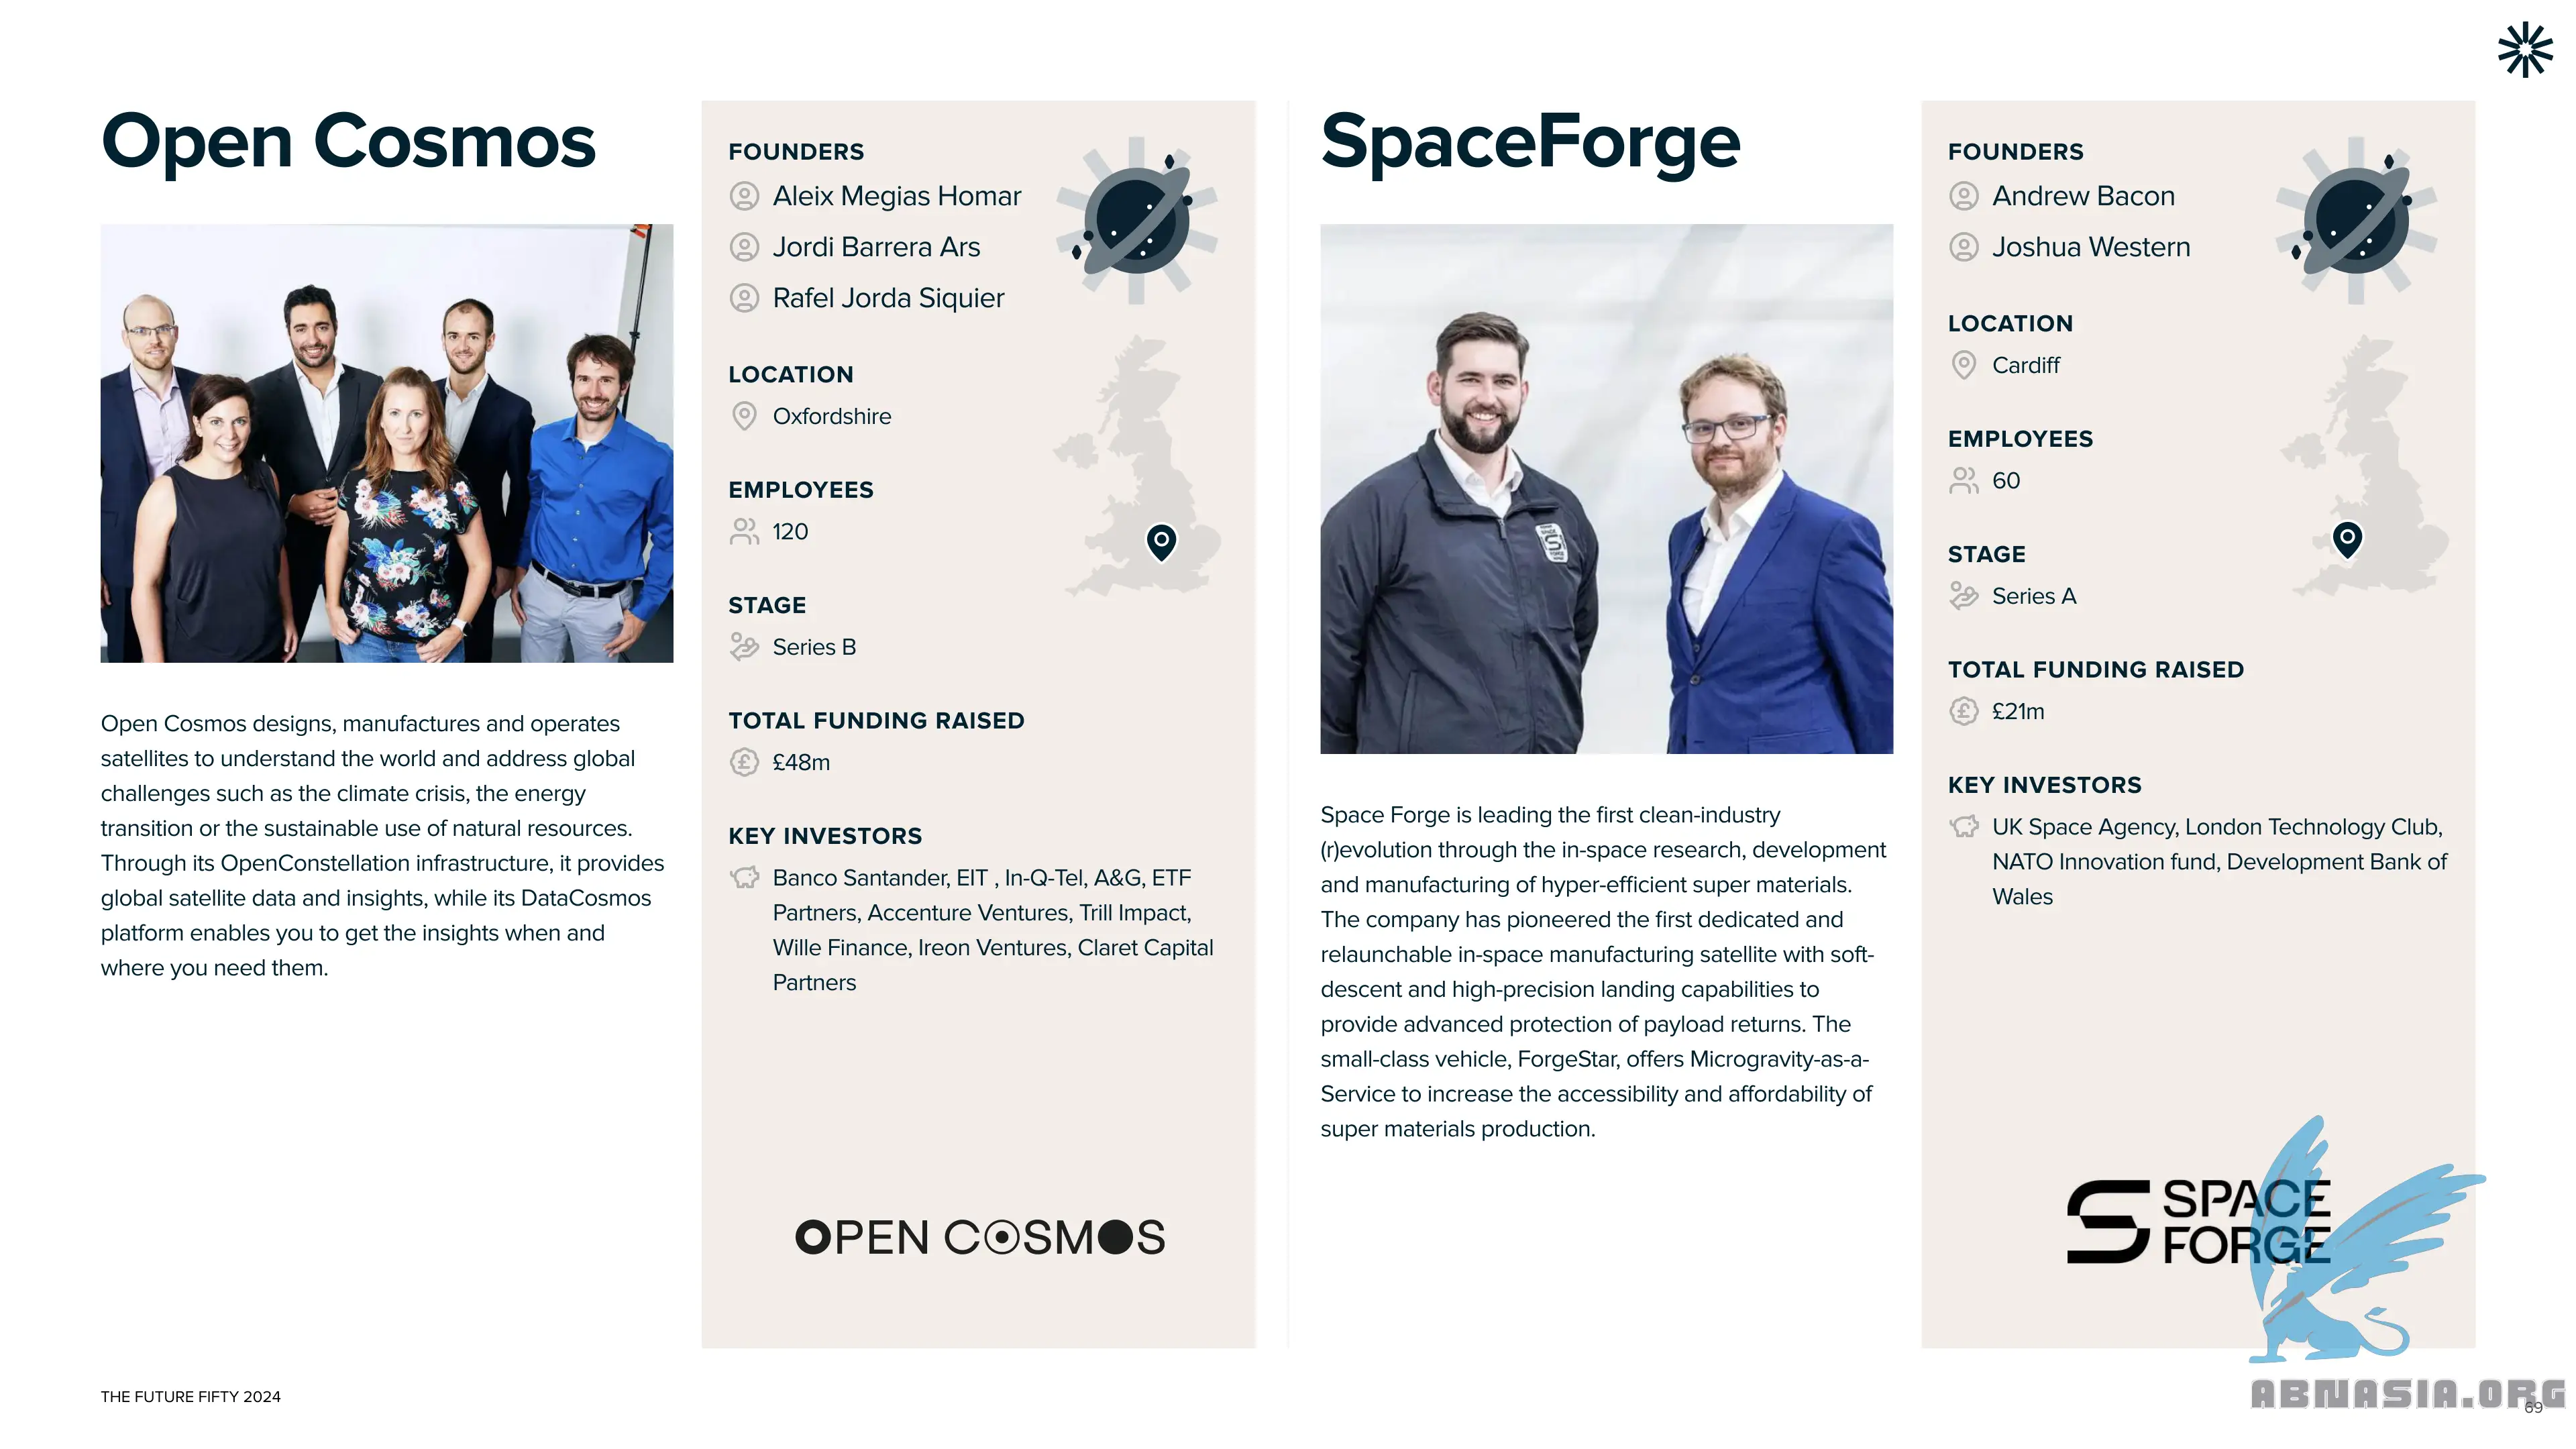 Open Cosmos
Open Cosmos designs, manufactures and operates
satellites to understand the world and address global
challenges such as the climate crisis, the energy
transition or the sustainable use of natural resources.
Through its OpenConstellation infrastructure, it provides
global satellite data and insights, while its DataCosmos
platform enables you to get the insights when and
where you need them.
FOUNDERS
Aleix Megias Homar
Jordi Barrera Ars
Rafel Jorda Siquier
LOCATION
Oxfordshire
EMPLOYEES
120
STAGE
Series B
TOTAL FUNDING RAISED
£48m
KEY INVESTORS
Banco Santander, EIT , In-Q-Tel, A&G, ETF
Partners, Accenture Ventures, Trill Impact,
Wille Finance, Ireon Ventures, Claret Capital
Partners
OPEN COSMOS
SpaceForge
SPACE
FORGE
Space Forge is leading the first clean-industry
(r)evolution through the in-space research, development
and manufacturing of hyper-efficient super materials.
The company has pioneered the first dedicated and
relaunchable in-space manufacturing satellite with soft-
descent and high-precision landing capabilities to
provide advanced protection of payload returns. The
small-class vehicle, ForgeStar, offers Microgravity-as-a-
Service to increase the accessibility and affordability of
super materials production.
FOUNDERS
Andrew Bacon
Joshua Western
LOCATION
Cardiff
EMPLOYEES
60
STAGE
Series A
TOTAL FUNDING RAISED
£21m
KEY INVESTORS
UK Space Agency, London Technology Club,
NATO Innovation fund, Development Bank of
Wales
SPACE
FORGE
THE FUTURE FIFTY 2024
ABNASIA.ORG
69